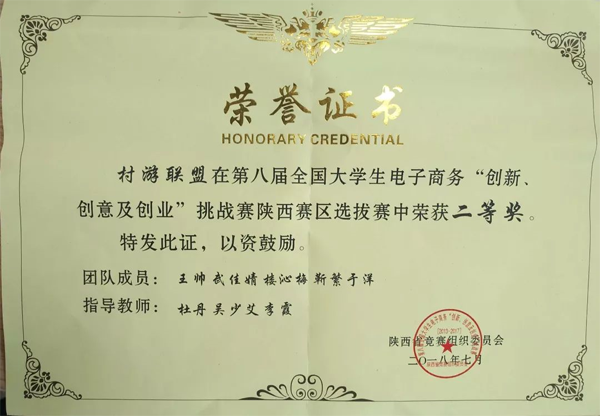 荣誉证书
HONORARY CREDENTIAL
村游联盟在第八届全国大学生电子商务“创新、
创意及创业”挑战赛陕西赛区选拔赛中荣获二等奖。
特发此证，以资鼓励。
团队成员： 王帅 武佳婧 楼沁梅 靳繁 于洋
指导教师： 杜丹 吴少艾 李霞
陕西省竞赛组织委员会
二〇一八年七月